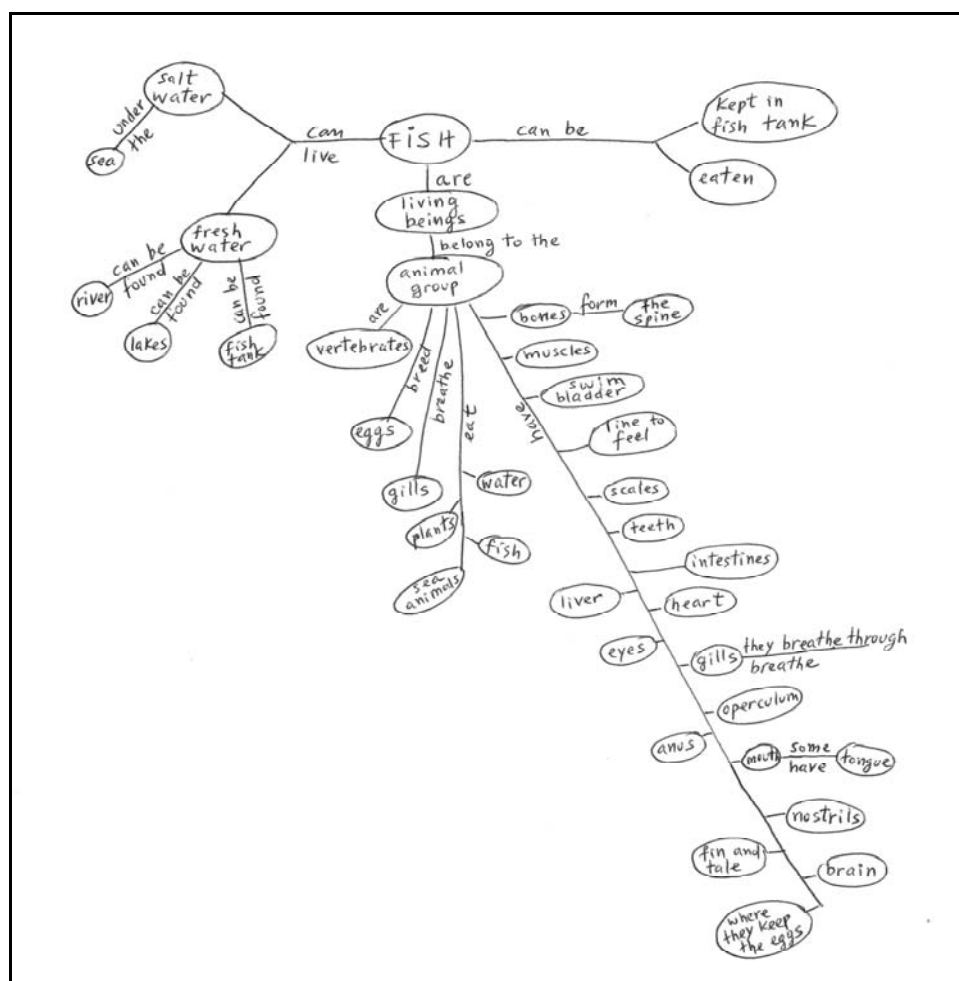 salt
water
under
the
sea
can
live
FISH
can be
kept in
fish tank
eaten
are
living
beings
belong to the
animal
group
fresh
water
can be
found
river
can be
found
lakes
can be
found
fish
tank
are
vertebrates
breed
eggs
breathe
gills
eat
water
plants
fish
sea
animals
have
bones
form
the
spine
muscles
swim
bladder
line to
feel
scales
teeth
intestines
liver
heart
eyes
gills
they breathe through
breathe
operculum
anus
mouth
some
have
tongue
nostrils
fin and
tale
brain
where
they keep
the eggs